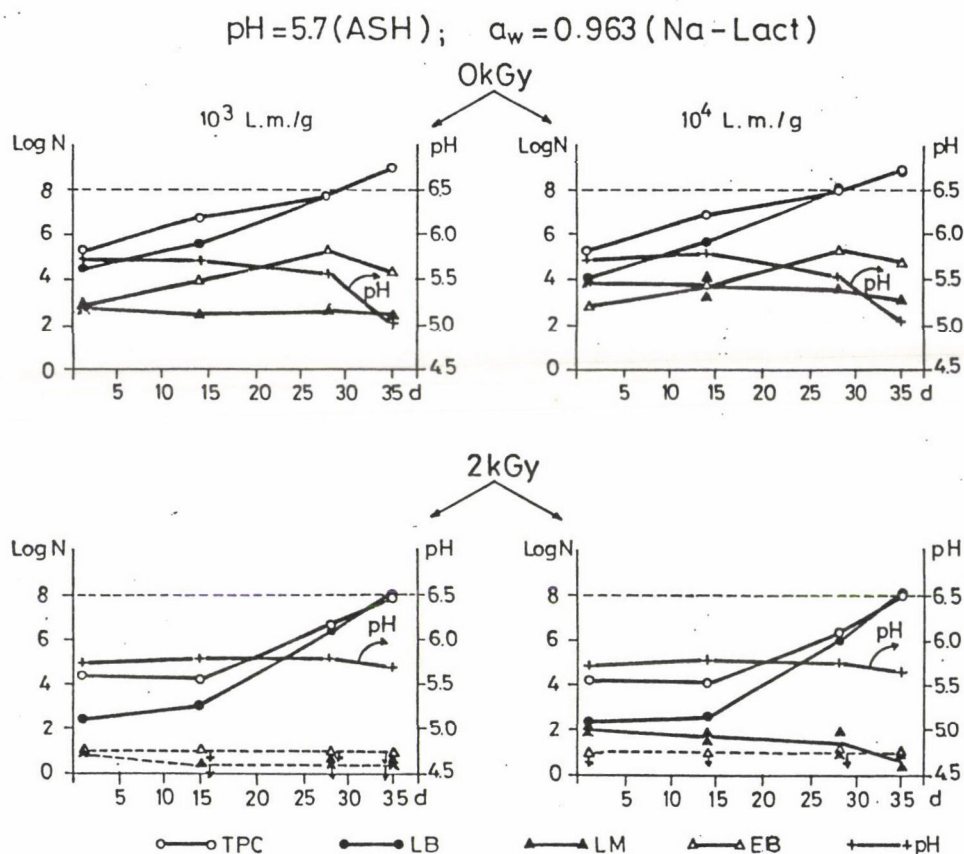 pH = 5.7 (ASH) ; a_w = 0.963 (Na-Lact)
0kGy
10³ L.m./g
10⁴ L.m./g
Log N
pH
Log N
pH
8
6
4
2
0
6.5
6.0
5.5
5.0
4.5
pH
5 10 15 20 25 30 35 d
8
6
4
2
0
6.5
6.0
5.5
5.0
4.5
pH
5 10 15 20 25 30 35 d
2kGy
Log N
pH
Log N
pH
8
6
4
2
0
6.5
6.0
5.5
5.0
4.5
pH
5 15 20 25 30 35 d
8
6
4
2
0
6.5
6.0
5.5
5.0
4.5
pH
5 10 15 20 25 30 35 d
TPC LB LM EB pH